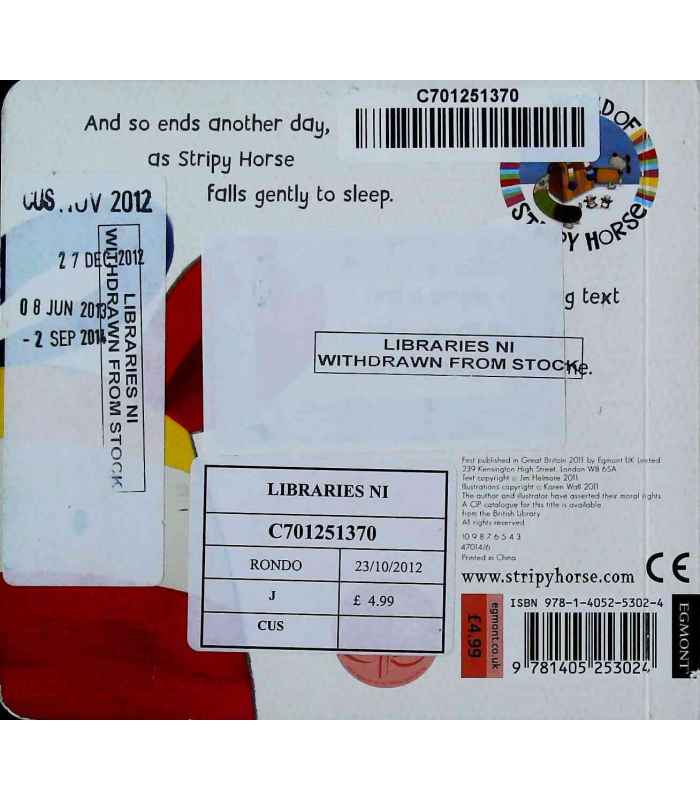 C701251370
And so ends another day,
as Stripy Horse
falls gently to sleep.
D OF
STRIPY HORSE
CUS NOV 2012
27 DEC 2012
08 JUN 2013
-2 SEP 2014
LIBRARIES NI
WITHDRAWN FROM STOCK
g text
LIBRARIES NI
WITHDRAWN FROM STOCK
ne.
First published in Great Britain 2011 by Egmont UK Limited
239 Kensington High Street, London W8 6SA
Text copyright © Jim Helmore 2011
Illustrations copyright © Karen Wall 2011
The author and illustrator have asserted their moral rights
A CIP catalogue for this title is available
from the British Library
All rights reserved
10 9 8 7 6 5 4 3
47014/6
Printed in China
www.stripyhorse.com CE
LIBRARIES NI
C701251370
RONDO 23/10/2012
J £ 4.99
CUS
egmont.co.uk
£4.99
ISBN 978-1-4052-5302-4
9 781405 253024
EGMONT